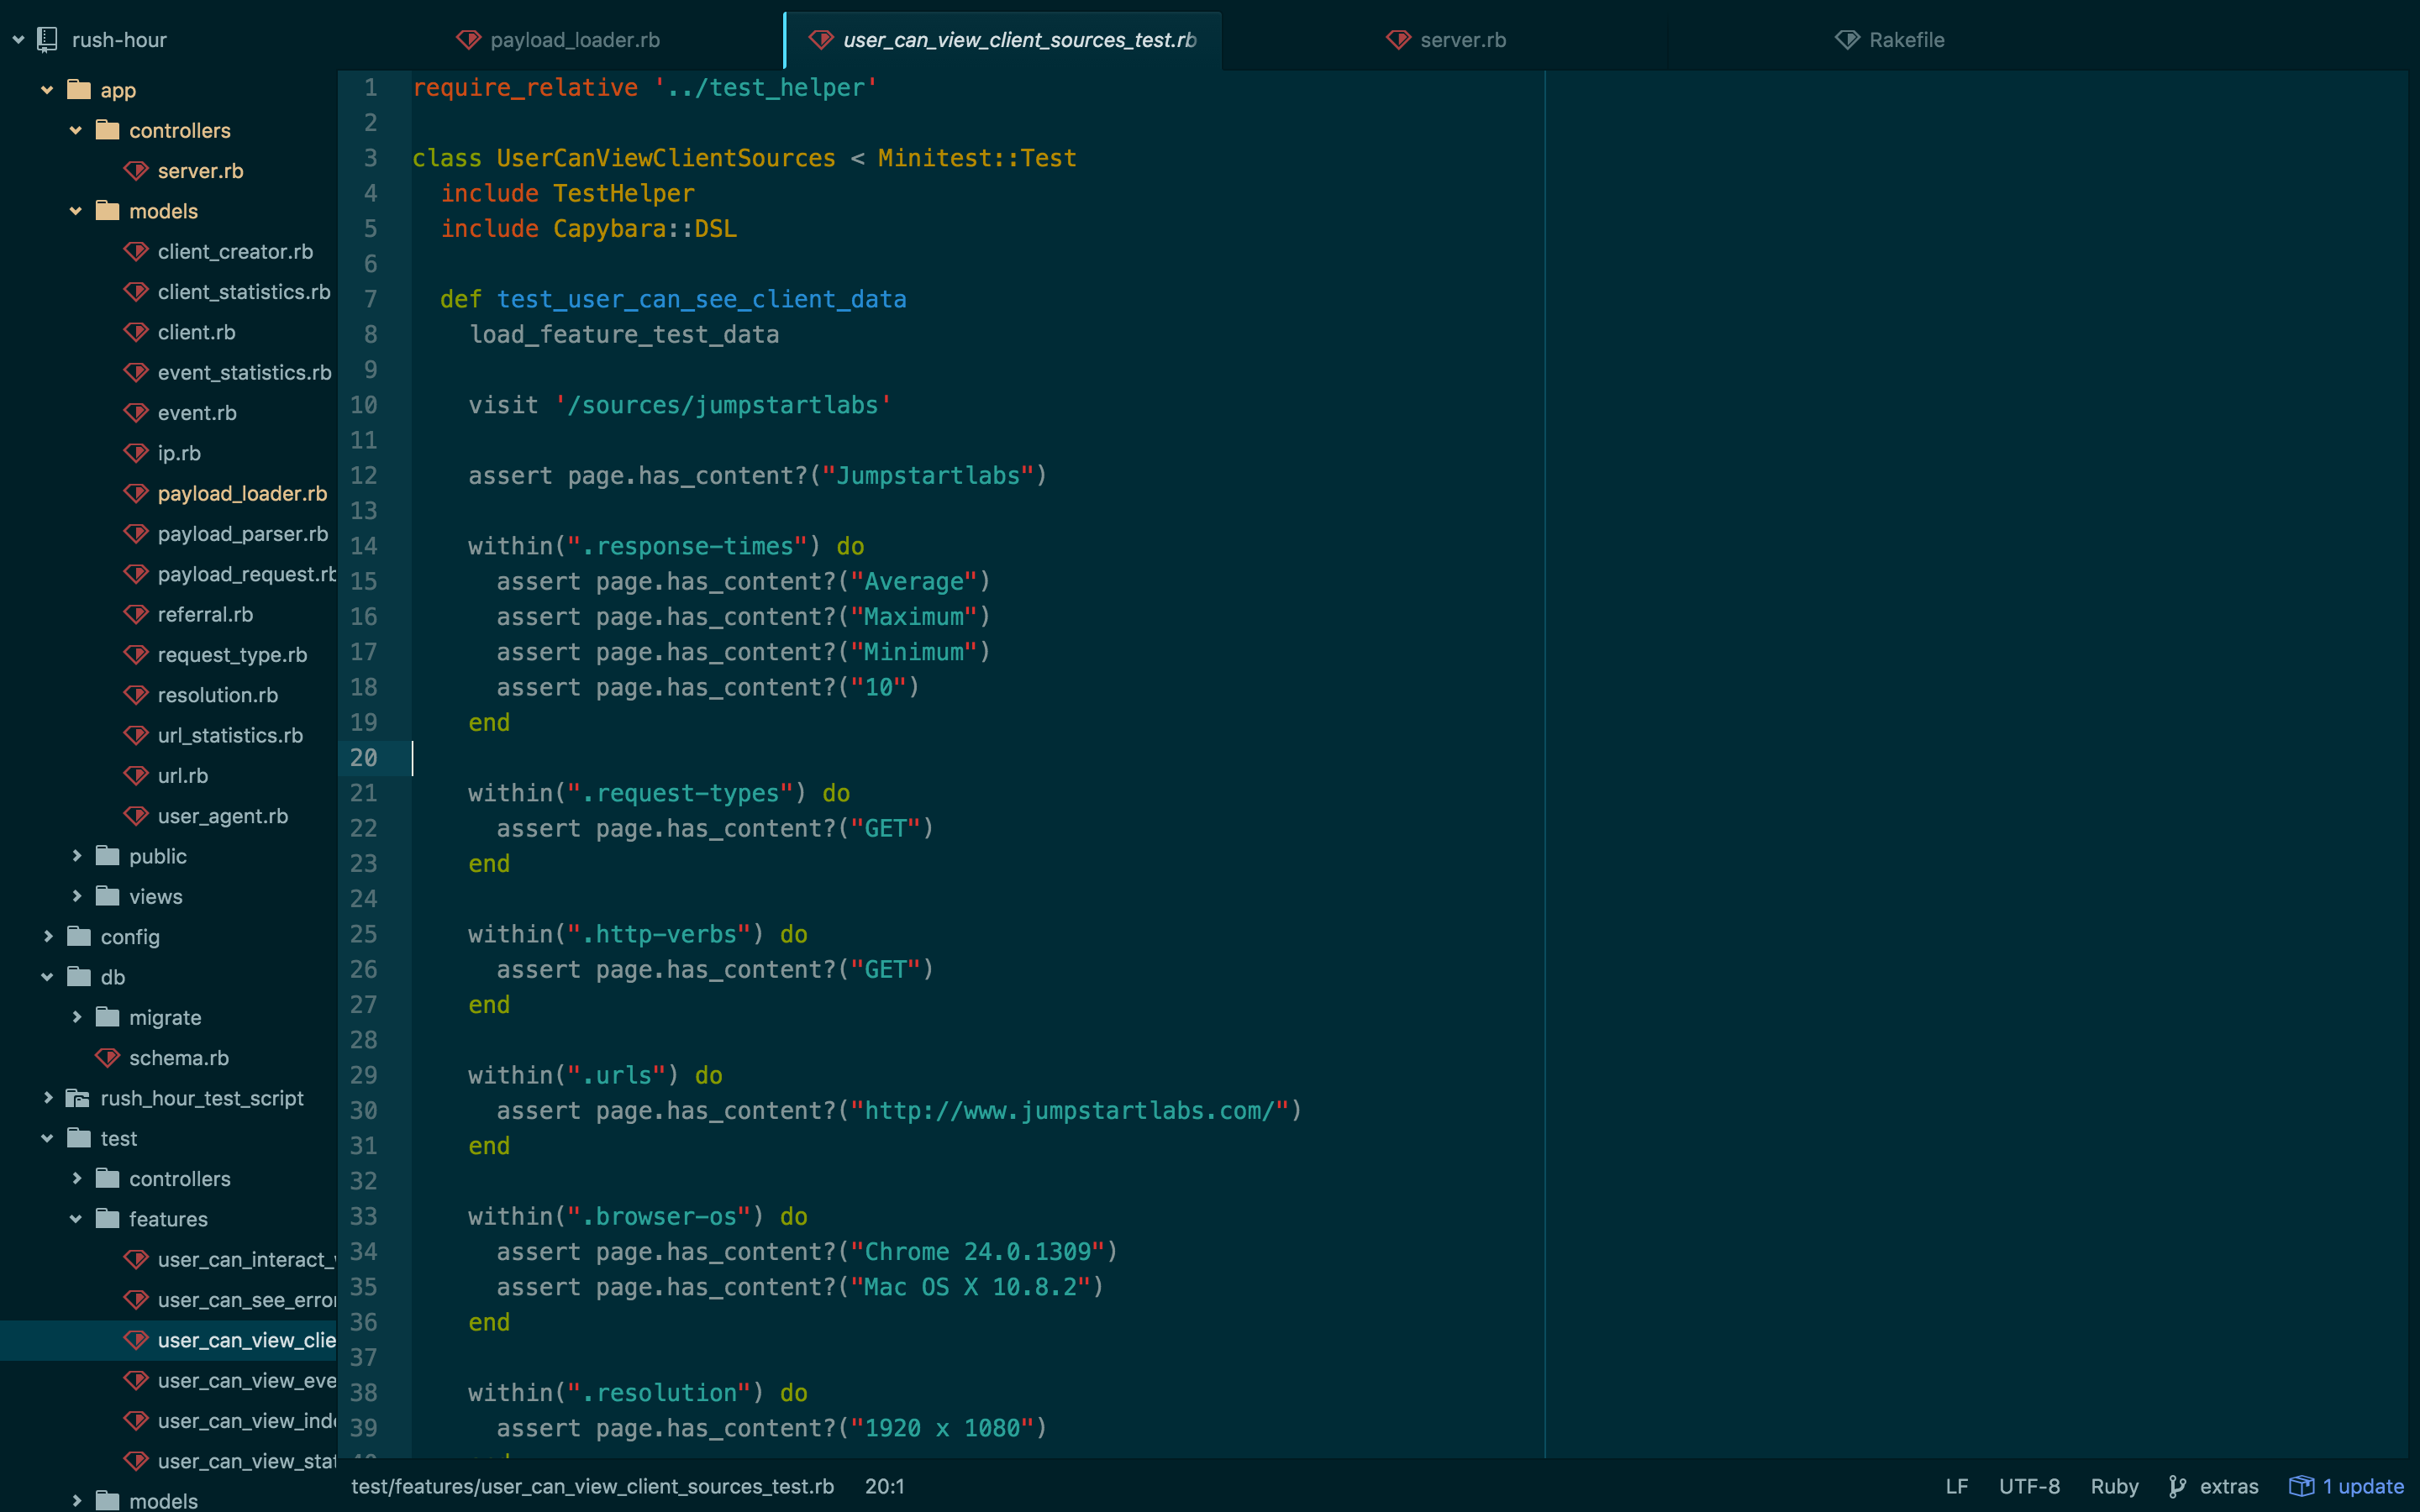 rush-hour
app
controllers
server.rb
models
client_creator.rb
client_statistics.rb
client.rb
event_statistics.rb
event.rb
ip.rb
payload_loader.rb
payload_parser.rb
payload_request.rb
referral.rb
request_type.rb
resolution.rb
url_statistics.rb
url.rb
user_agent.rb
public
views
config
db
migrate
schema.rb
rush_hour_test_script
test
controllers
features
user_can_interact_
user_can_see_error
user_can_view_clie
user_can_view_eve
user_can_view_ind
user_can_view_stat
models
payload_loader.rb
user_can_view_client_sources_test.rb
server.rb
Rakefile
1 require_relative '../test_helper'
2
3 class UserCanViewClientSources < Minitest::Test
4 include TestHelper
5 include Capybara::DSL
6
7 def test_user_can_see_client_data
8 load_feature_test_data
9
10 visit '/sources/jumpstartlabs'
11
12 assert page.has_content?("Jumpstartlabs")
13
14 within(".response-times") do
15 assert page.has_content?("Average")
16 assert page.has_content?("Maximum")
17 assert page.has_content?("Minimum")
18 assert page.has_content?("10")
19 end
20
21 within(".request-types") do
22 assert page.has_content?("GET")
23 end
24
25 within(".http-verbs") do
26 assert page.has_content?("GET")
27 end
28
29 within(".urls") do
30 assert page.has_content?("http://www.jumpstartlabs.com/")
31 end
32
33 within(".browser-os") do
34 assert page.has_content?("Chrome 24.0.1309")
35 assert page.has_content?("Mac OS X 10.8.2")
36 end
37
38 within(".resolution") do
39 assert page.has_content?("1920 x 1080")
test/features/user_can_view_client_sources_test.rb 20:1
LF UTF-8 Ruby extras 1 update